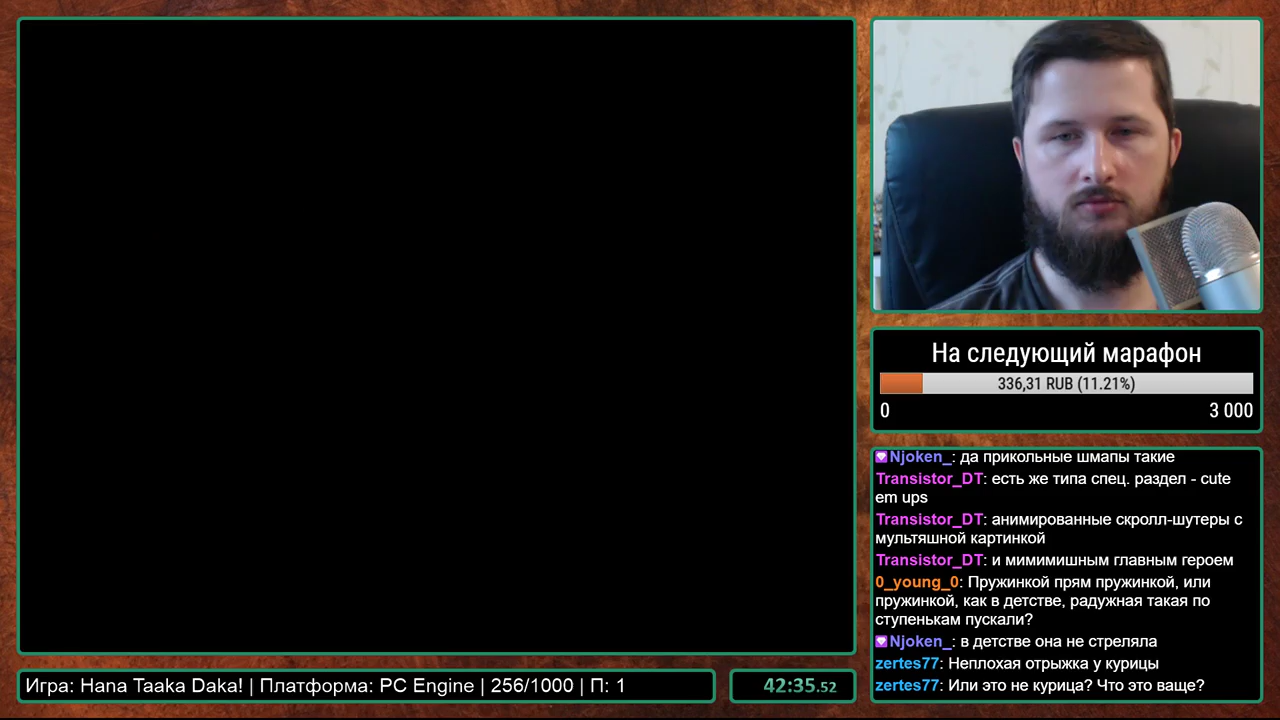 На следующий марафон
336,31 RUB (11.21%)
0 3 000
Njoken_: да прикольные шмапы такие
Transistor_DT: есть же типа спец. раздел - cute
em ups
Transistor_DT: анимированные скролл-шутеры с
мультяшной картинкой
Transistor_DT: и мимимишным главным героем
0_young_0: Пружинкой прям пружинкой, или
пружинкой, как в детстве, радужная такая по
ступенькам пускали?
Njoken_: в детстве она не стреляла
zertes77: Неплохая отрыжка у курицы
zertes77: Или это не курица? Что это ваще?
Игра: Hana Taaka Daka! | Платформа: PC Engine | 256/1000 | П: 1
42:35.52